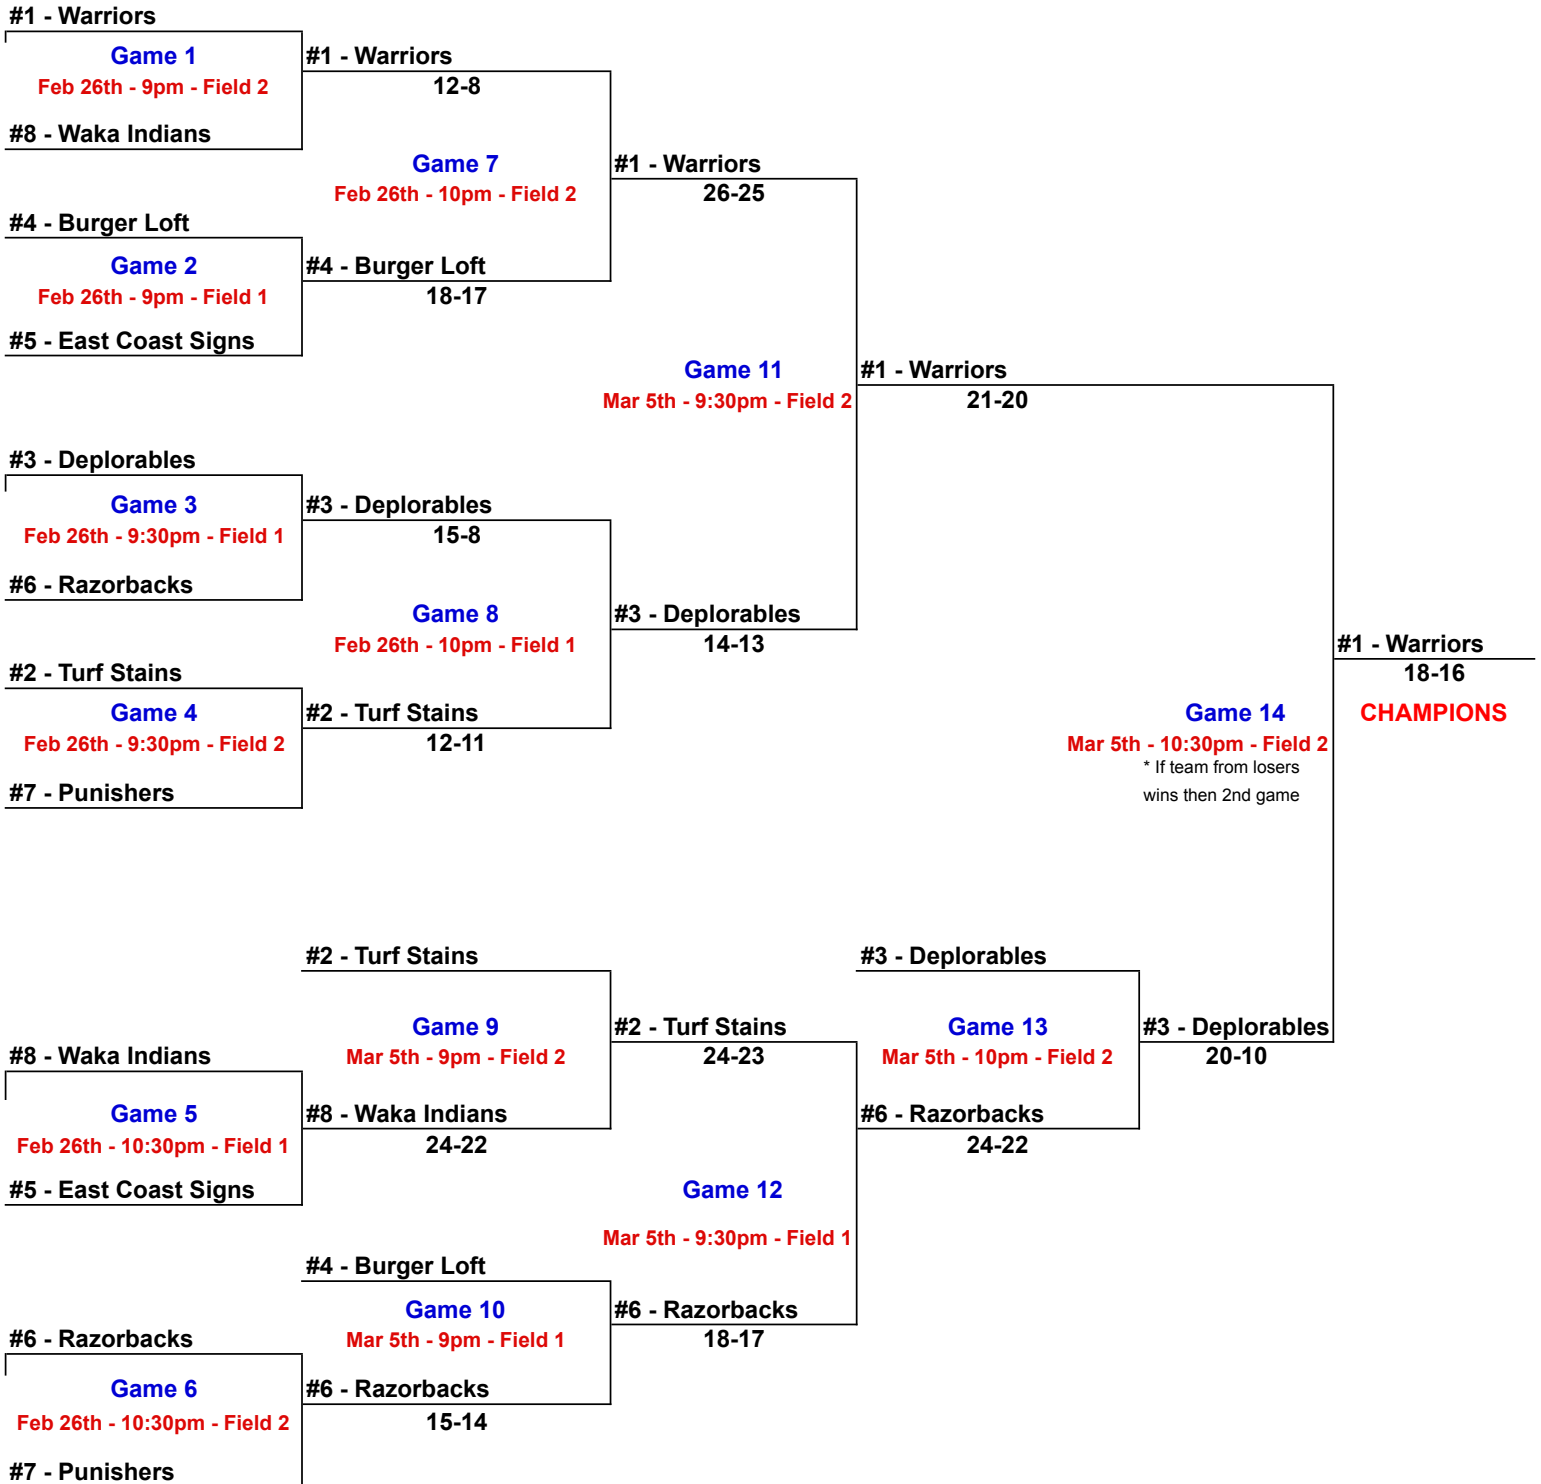 #1 - Warriors
Game 1
Feb 26th - 9pm - Field 2
#8 - Waka Indians
#1 - Warriors
12-8
Game 7
Feb 26th - 10pm - Field 2
#1 - Warriors
26-25
#4 - Burger Loft
Game 2
Feb 26th - 9pm - Field 1
#5 - East Coast Signs
#4 - Burger Loft
18-17
Game 11
Mar 5th - 9:30pm - Field 2
#1 - Warriors
21-20
#3 - Deplorables
Game 3
Feb 26th - 9:30pm - Field 1
#6 - Razorbacks
#3 - Deplorables
15-8
Game 8
Feb 26th - 10pm - Field 1
#3 - Deplorables
14-13
#2 - Turf Stains
Game 4
Feb 26th - 9:30pm - Field 2
#7 - Punishers
#2 - Turf Stains
12-11
Game 14
Mar 5th - 10:30pm - Field 2
* If team from losers
wins then 2nd game
#1 - Warriors
18-16
CHAMPIONS
#2 - Turf Stains
Game 9
Mar 5th - 9pm - Field 2
#2 - Turf Stains
24-23
#8 - Waka Indians
Game 5
Feb 26th - 10:30pm - Field 1
#5 - East Coast Signs
#8 - Waka Indians
24-22
#3 - Deplorables
Game 13
Mar 5th - 10pm - Field 2
#3 - Deplorables
20-10
#6 - Razorbacks
24-22
Game 12
Mar 5th - 9:30pm - Field 1
#4 - Burger Loft
Game 10
Mar 5th - 9pm - Field 1
#6 - Razorbacks
18-17
#6 - Razorbacks
Game 6
Feb 26th - 10:30pm - Field 2
#7 - Punishers
#6 - Razorbacks
15-14